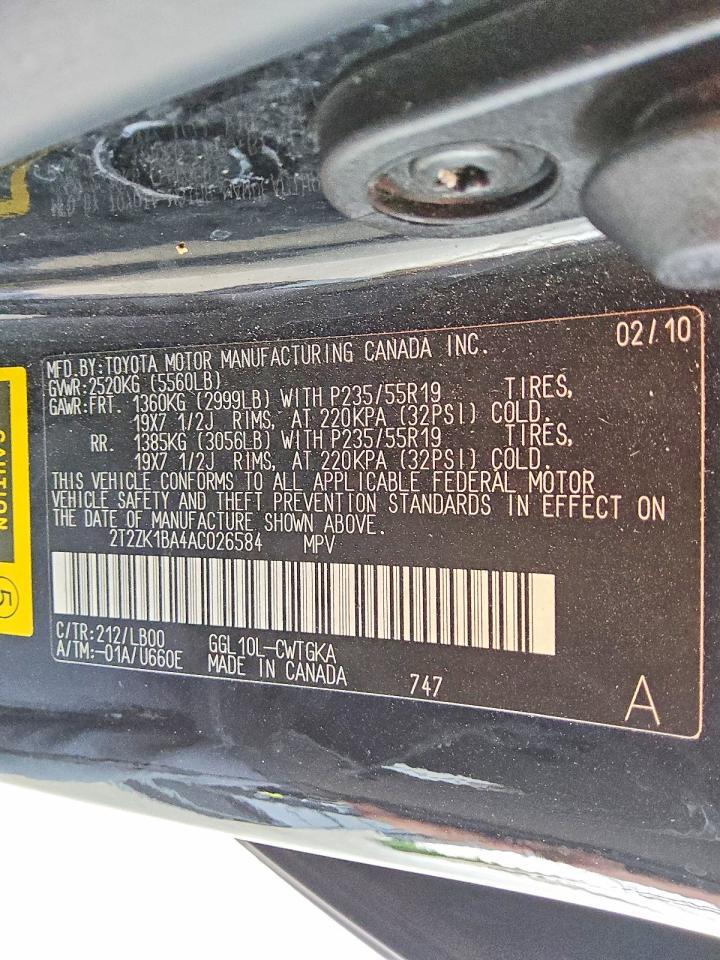 02/10
MFD.BY:TOYOTA MOTOR MANUFACTURING CANADA INC.
GVWR:2520KG (5560LB)
GAWR:FRT. 1360KG (2999LB) WITH P235/55R19 TIRES,
19X7 1/2J RIMS, AT 220KPA (32PSI) COLD.
RR. 1385KG (3056LB) WITH P235/55R19 TIRES,
19X7 1/2J RIMS, AT 220KPA (32PSI) COLD.
THIS VEHICLE CONFORMS TO ALL APPLICABLE FEDERAL MOTOR
VEHICLE SAFETY AND THEFT PREVENTION STANDARDS IN EFFECT ON
THE DATE OF MANUFACTURE SHOWN ABOVE.
2T2ZK1BA4AC026584 MPV
C/TR:212/LB00 GGL10L-CWTGKA
A/TM:-01A/U660E MADE IN CANADA
747
A
CAUTION
5